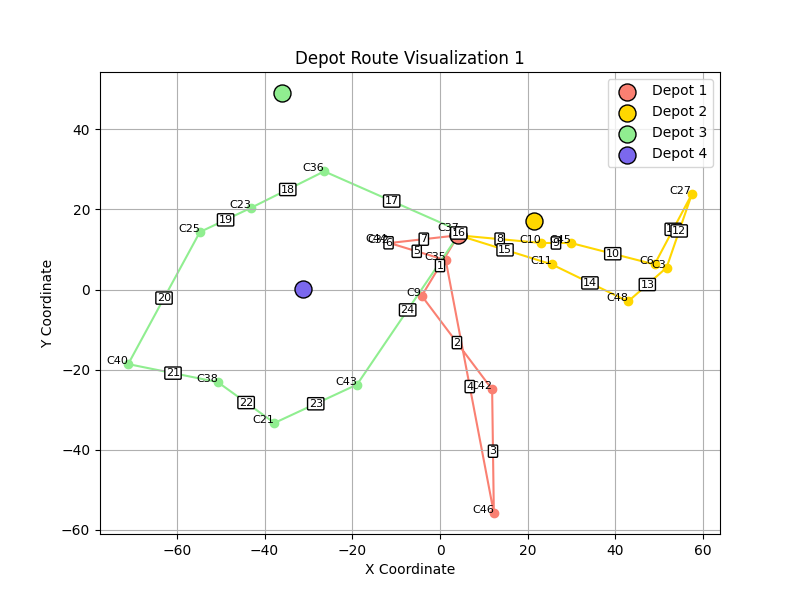 Depot Route Visualization 1
Depot 1
Depot 2
Depot 3
Depot 4
Y Coordinate
40
20
0
−20
−40
−60
−60
−40
−20
0
20
40
60
X Coordinate
C36
C23
C25
C40
C38
C21
C43
C37
C35
C9
C42
C46
C10
C45
C11
C6
C3
C48
C27
1
2
3
4
5
6
7
8
9
10
12
13
14
15
16
17
18
19
20
21
22
23
24